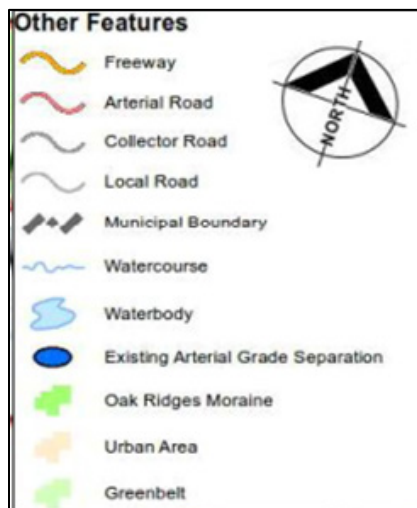 Other Features
Freeway
Arterial Road
NORTH
Collector Road
Local Road
Municipal Boundary
Watercourse
Waterbody
Existing Arterial Grade Separation
Oak Ridges Moraine
Urban Area
Greenbelt